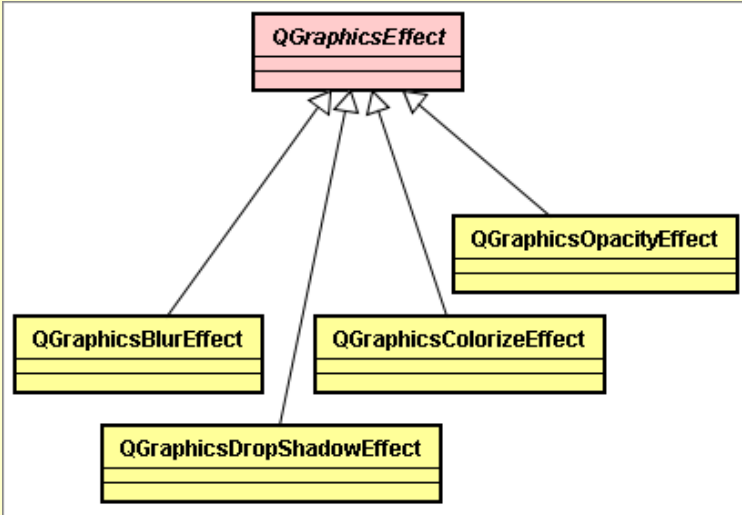 QGraphicsEffect
QGraphicsOpacityEffect
QGraphicsBlurEffect
QGraphicsColorizeEffect
QGraphicsDropShadowEffect